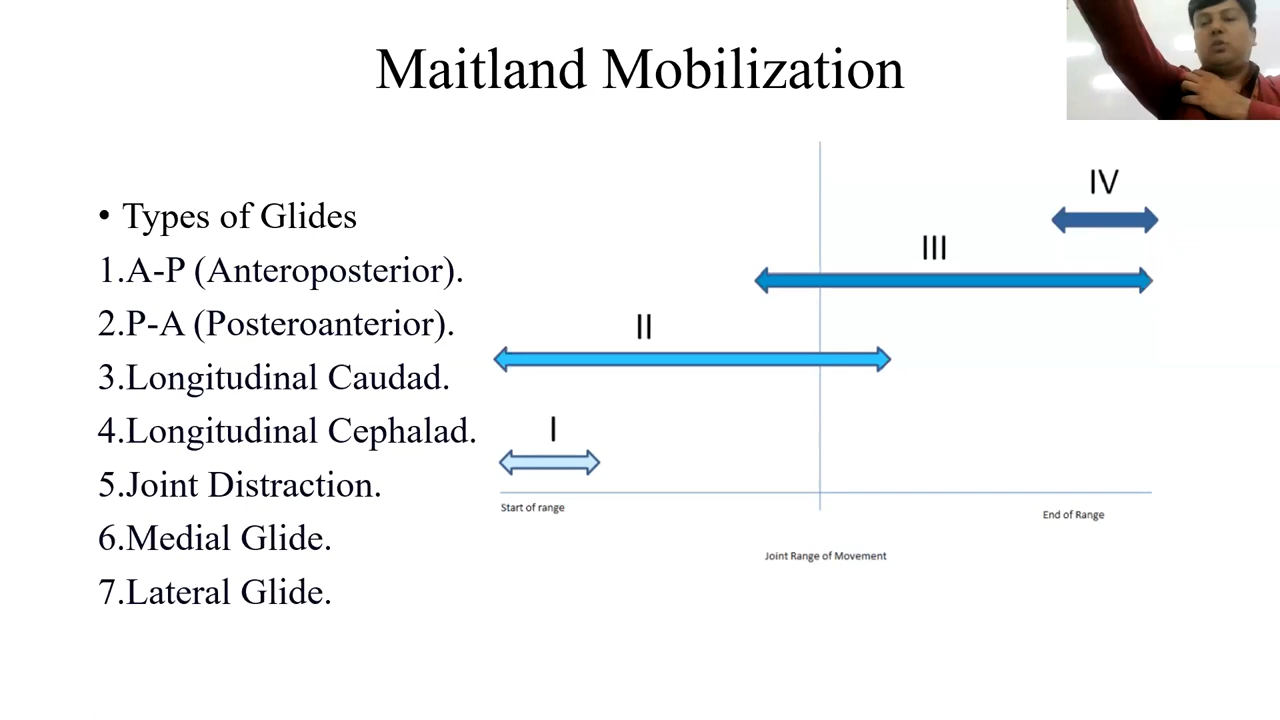 Maitland Mobilization
• Types of Glides
1.A-P (Anteroposterior).
2.P-A (Posteroanterior).
3.Longitudinal Caudad.
4.Longitudinal Cephalad.
5.Joint Distraction.
6.Medial Glide.
7.Lateral Glide.
IV
III
II
I
Start of range
End of Range
Joint Range of Movement